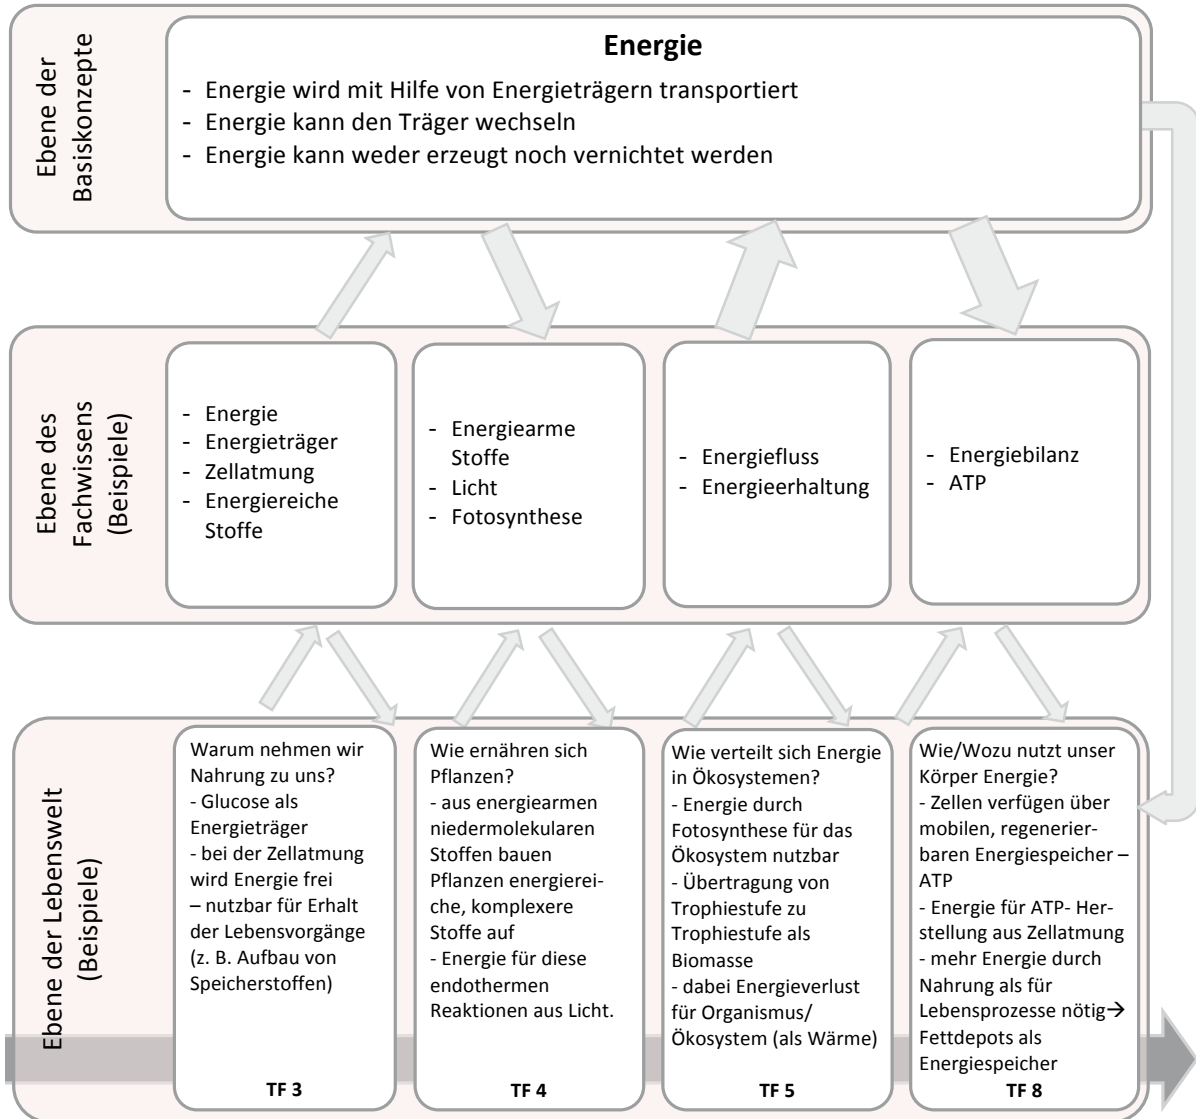 Ebene der
Basiskonzepte
Energie
- Energie wird mit Hilfe von Energieträgern transportiert
- Energie kann den Träger wechseln
- Energie kann weder erzeugt noch vernichtet werden
Ebene des
Fachwissens
(Beispiele)
- Energie
- Energieträger
- Zellatmung
- Energiereiche
Stoffe
- Energiearme
Stoffe
- Licht
- Fotosynthese
- Energiefluss
- Energieerhaltung
- Energiebilanz
- ATP
Ebene der Lebenswelt
(Beispiele)
Warum nehmen wir
Nahrung zu uns?
- Glucose als
Energieträger
- bei der Zellatmung
wird Energie frei
– nutzbar für Erhalt
der Lebensvorgänge
(z. B. Aufbau von
Speicherstoffen)
TF 3
Wie ernähren sich
Pflanzen?
- aus energiearmen
niedermolekularen
Stoffen bauen
Pflanzen energierei-
che, komplexere
Stoffe auf
- Energie für diese
endothermen
Reaktionen aus Licht.
TF 4
Wie verteilt sich Energie
in Ökosystemen?
- Energie durch
Fotosynthese für das
Ökosystem nutzbar
- Übertragung von
Trophiestufe zu
Trophiestufe als
Biomasse
- dabei Energieverlust
für Organismus/
Ökosystem (als Wärme)
TF 5
Wie/Wozu nutzt unser
Körper Energie?
- Zellen verfügen über
mobilen, regenerier-
baren Energiespeicher –
ATP
- Energie für ATP- Her-
stellung aus Zellatmung
- mehr Energie durch
Nahrung als für
Lebensprozesse nötig→
Fettdepots als
Energiespeicher
TF 8